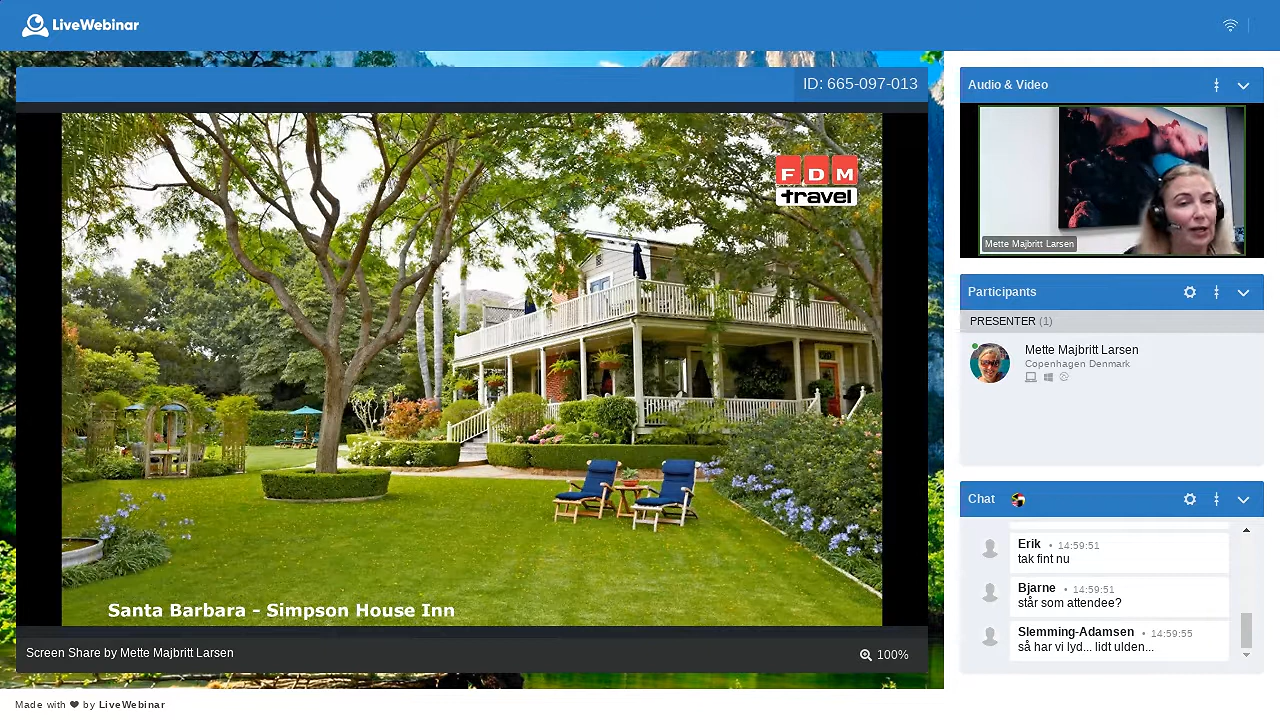 LiveWebinar
ID: 665-097-013
FDM
travel
Santa Barbara - Simpson House Inn
Screen Share by Mette Majbritt Larsen
100%
Made with ❤ by LiveWebinar
Audio & Video
Mette Majbritt Larsen
Participants
PRESENTER (1)
Mette Majbritt Larsen
Copenhagen Denmark
Chat
Erik • 14:59:51
tak fint nu
Bjarne • 14:59:51
står som attendee?
Slemming-Adamsen • 14:59:55
så har vi lyd... lidt ulden...